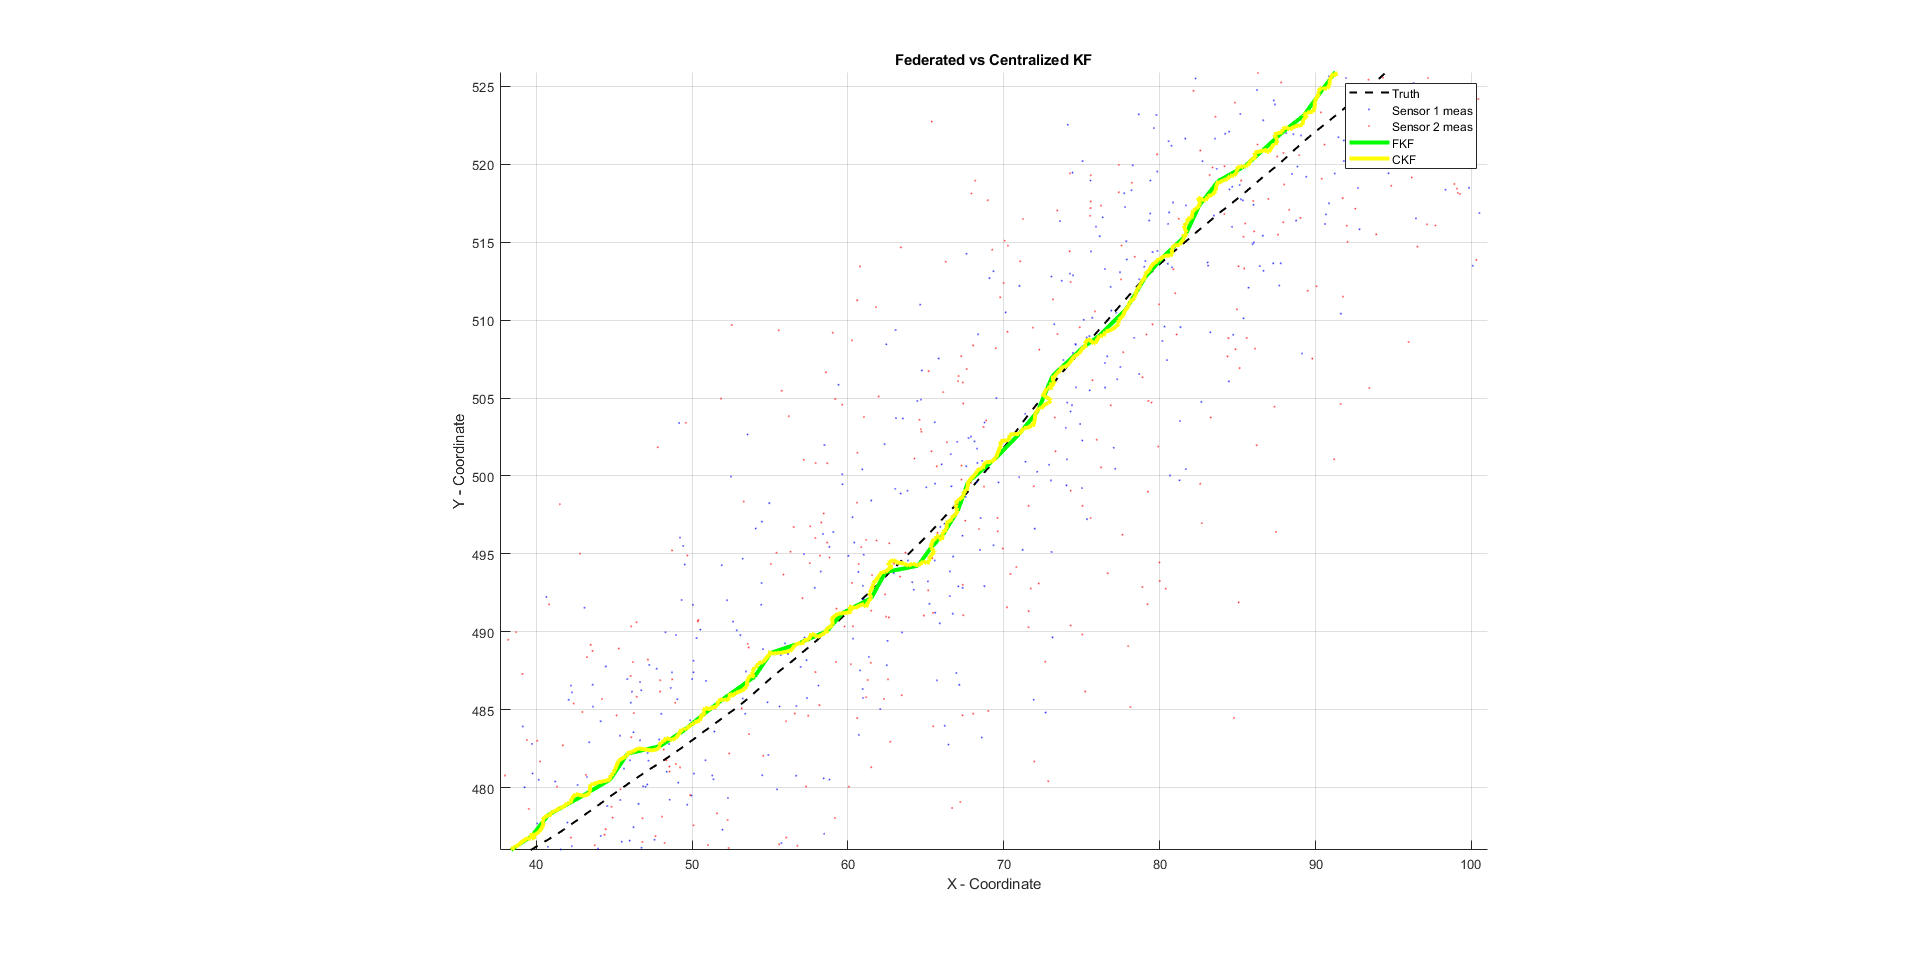 Federated vs Centralized KF
525
520
515
510
505
500
495
490
485
480
Y - Coordinate
Truth
Sensor 1 meas
Sensor 2 meas
FKF
CKF
40 50 60 70 80 90 100
X - Coordinate